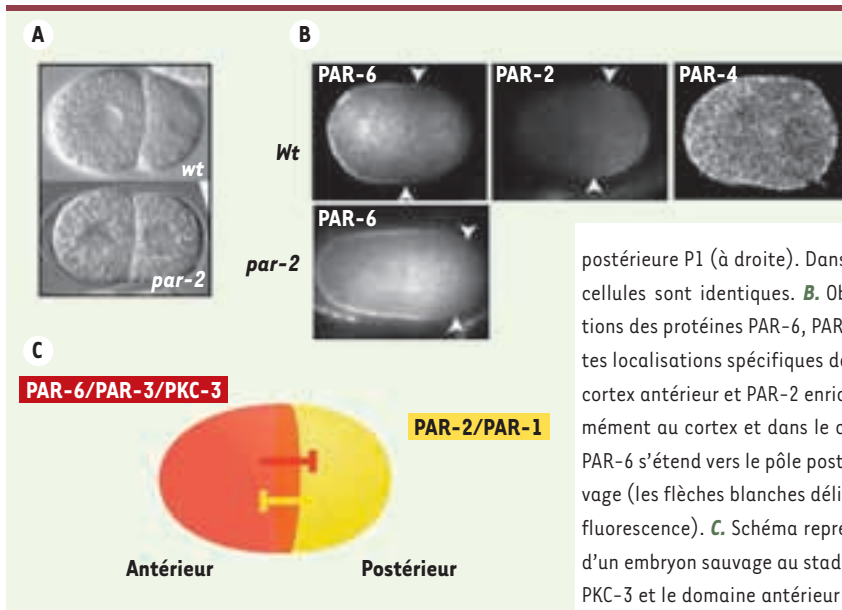 A
B
PAR-6
PAR-2
PAR-4
Wt
wt
PAR-6
par-2
par-2
postérieure P1 (à droite). Dans
cellules sont identiques. B. Ob
tions des protéines PAR-6, PAR
tes localisations spécifiques de
cortex antérieur et PAR-2 enric
mément au cortex et dans le c
PAR-6 s'étend vers le pôle post
vage (les flèches blanches déli
fluorescence). C. Schéma repré
d'un embryon sauvage au stad
PKC-3 et le domaine antérieur
C
PAR-6/PAR-3/PKC-3
PAR-2/PAR-1
Antérieur
Postérieur